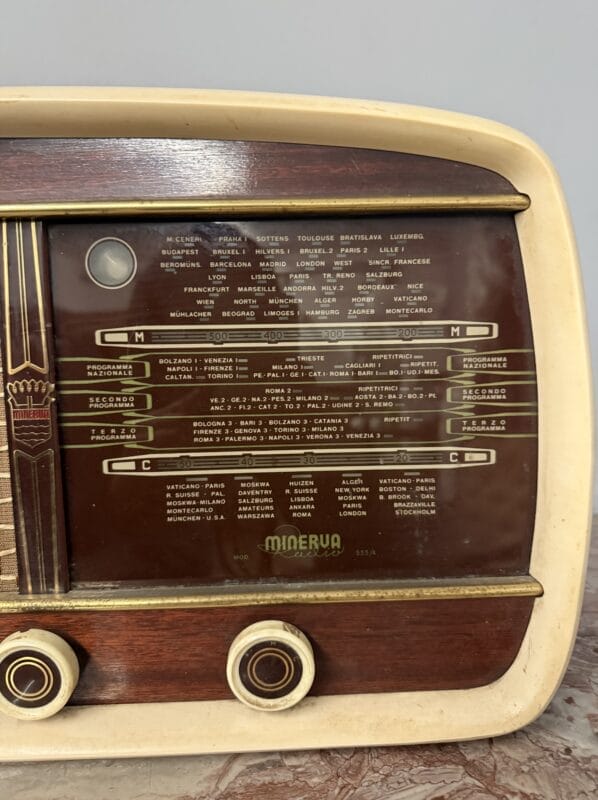 M. CENERI PRAHA I SOTTENS TOULOUSE BRATISLAVA LUXEMBG.
BUDAPEST BRUXEL I HILVERS I BRUXEL.2 PARIS 2 LILLE I
BERÖMÜNS. BARCELONA MADRID LONDON WEST SINCR. FRANCESE
LYON LISBOA PARIS TR. RENO SALZBURG
FRANCKFURT MARSEILLE ANDORRA HILV.2 BORDEAUX NICE
WIEN NORTH MÜNCHEN ALGER HORBY VATICANO
MÜHLACHER BEOGRAD LIMOGES I HAMBURG ZAGREB MONTECARLO
M 500 400 300 200 M
PROGRAMMA NAZIONALE
BOLZANO I - VENEZIA I TRIESTE RIPETITRICI
NAPOLI I - FIRENZE I MILANO I CAGLIARI I RIPETIT.
CALTAN. TORINO I PE.-PAL.I-GE.I-CAT.I-ROMA I-BARI I BO.I-UD.I-MES.
PROGRAMMA NAZIONALE
SECONDO PROGRAMMA
ROMA 2 RIPETITRICI
VE.2-GE.2-NA.2-PES.2-MILANO 2 AOSTA 2-BA.2-BO.2-PL
ANC.2-FI.2-CAT 2-TO 2-PAL.2-UDINE 2-S. REMO
SECONDO PROGRAMMA
TERZO PROGRAMMA
BOLOGNA 3 - BARI 3 - BOLZANO 3 - CATANIA 3 RIPETIT
FIRENZE 3 - GENOVA 3 - TORINO 3 - MILANO 3
ROMA 3 - PALERMO 3 - NAPOLI 3 - VERONA 3 - VENEZIA 3
TERZO PROGRAMMA
C 50 40 30 20 C
VATICANO - PARIS MOSKWA HUIZEN ALGER VATICANO - PARIS
R. SUISSE - PAL. DAVENTRY R. SUISSE NEW YORK BOSTON - DELHI
MOSKWA - MILANO SALZBURG LISBOA MOSKWA B. BROOK - DAV.
MONTECARLO AMATEURS ANKARA PARIS BRAZZAVILLE
MÜNCHEN - U.S.A. WARSZAWA ROMA LONDON STOCKHOLM
MINERVA
MINERVA
Radio
MOD. 555/4